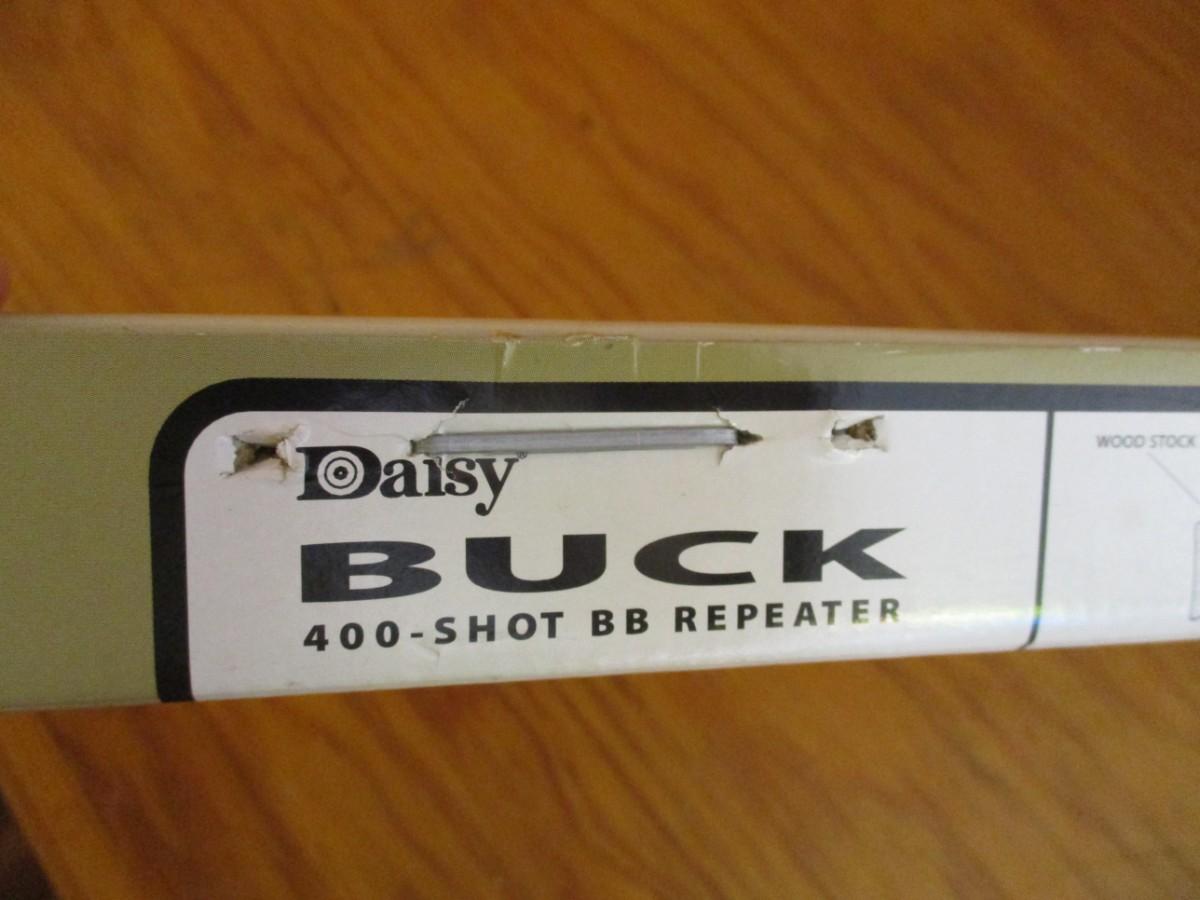 Daisy®
BUCK
400-SHOT BB REPEATER
WOOD STOCK